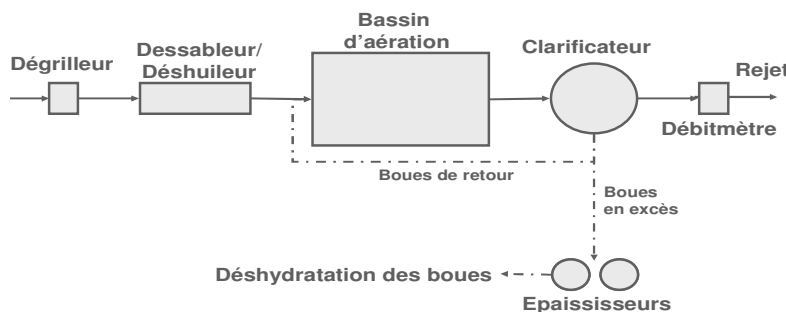 Dégrilleur
Dessableur/
Déshuileur
Bassin
d'aération
Clarificateur
Rejet
Débitmètre
Boues de retour
Boues
en excès
Déshydratation des boues
Epaississeurs